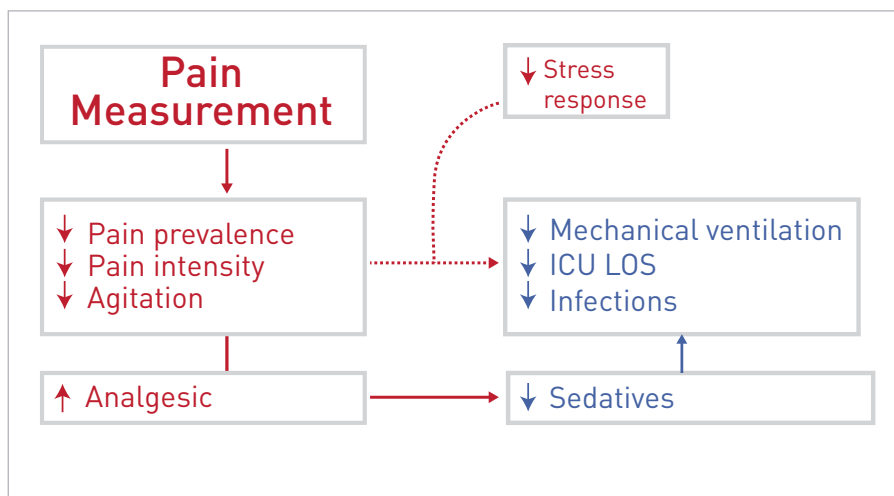 Pain
Measurement
Stress
response
Pain prevalence
Pain intensity
Agitation
Mechanical ventilation
ICU LOS
Infections
Analgesic
Sedatives